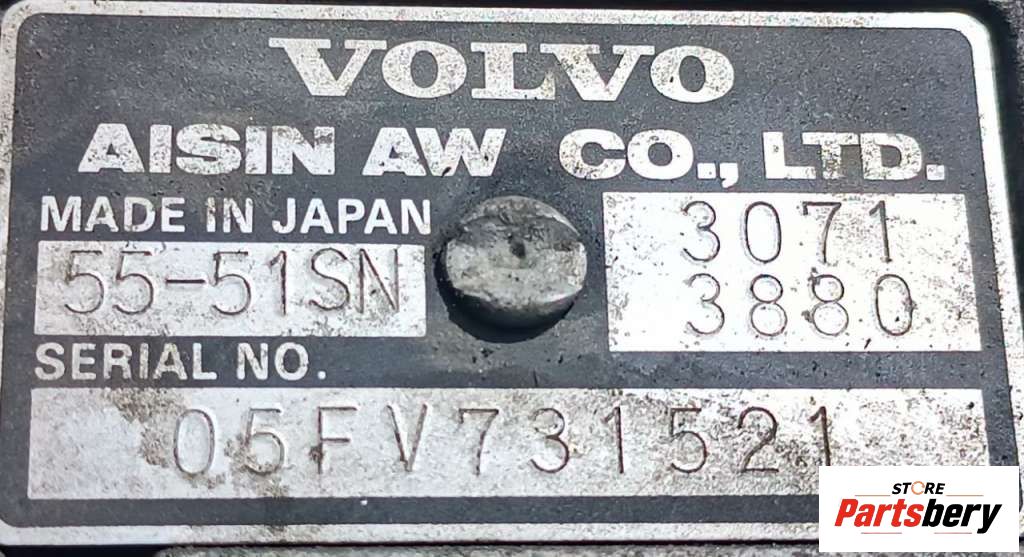 VOLVO
AISIN AW CO., LTD.
MADE IN JAPAN
55-51SN
3071
3880
SERIAL NO.
05FV731521
STORE
Partsbery